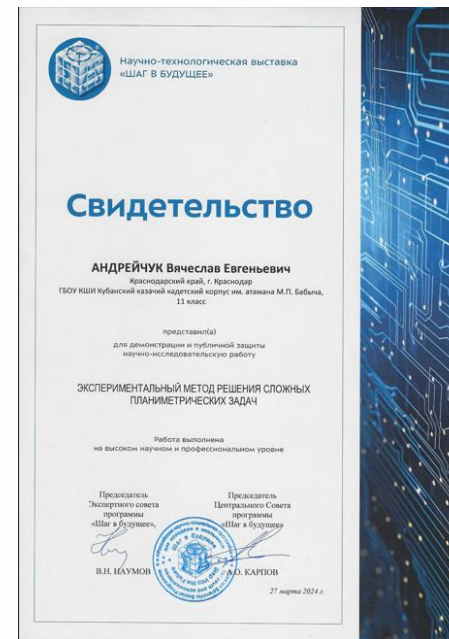 Научно-технологическая выставка
«ШАГ В БУДУЩЕЕ»
Свидетельство
АНДРЕЙЧУК Вячеслав Евгеньевич
Краснодарский край, г. Краснодар
ГБОУ КШИ Кубанский казачий кадетский корпус им. атамана М.П. Бабыча,
11 класс
представил(а)
для демонстрации и публичной защиты
научно-исследовательскую работу
ЭКСПЕРИМЕНТАЛЬНЫЙ МЕТОД РЕШЕНИЯ СЛОЖНЫХ
ПЛАНИМЕТРИЧЕСКИХ ЗАДАЧ
Работа выполнена
на высоком научном и профессиональном уровне
Председатель
Экспертного совета
программы
«Шаг в будущее»,
В.Н. НАУМОВ
Председатель
Центрального Совета
программы
«Шаг в будущее»
А.О. КАРПОВ
Шаг в будущее
27 марта 2024 г.